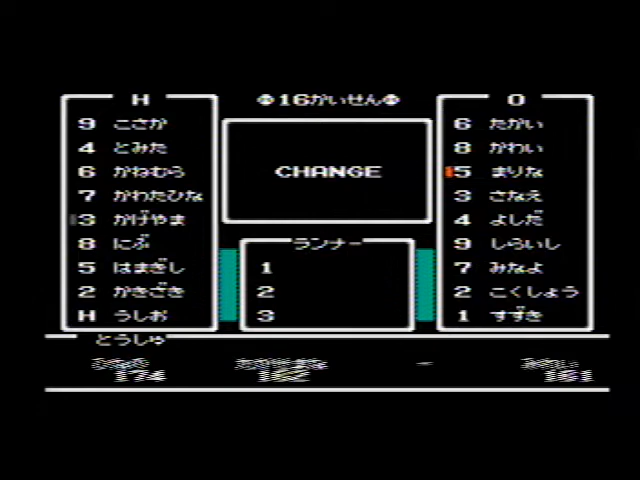 H
9 こさか
4 とみた
6 かねむら
7 かわたひな
3 かげやま
8 にぶ
5 はまぎし
2 かきざき
H うしお
16かいせん
CHANGE
ランナー
1
2
3
O
6 たかい
8 かわい
5 まりな
3 さなえ
4 よしだ
9 しらいし
7 みなよ
2 こくしょう
1 すずき
とうしゅ
174 162 161